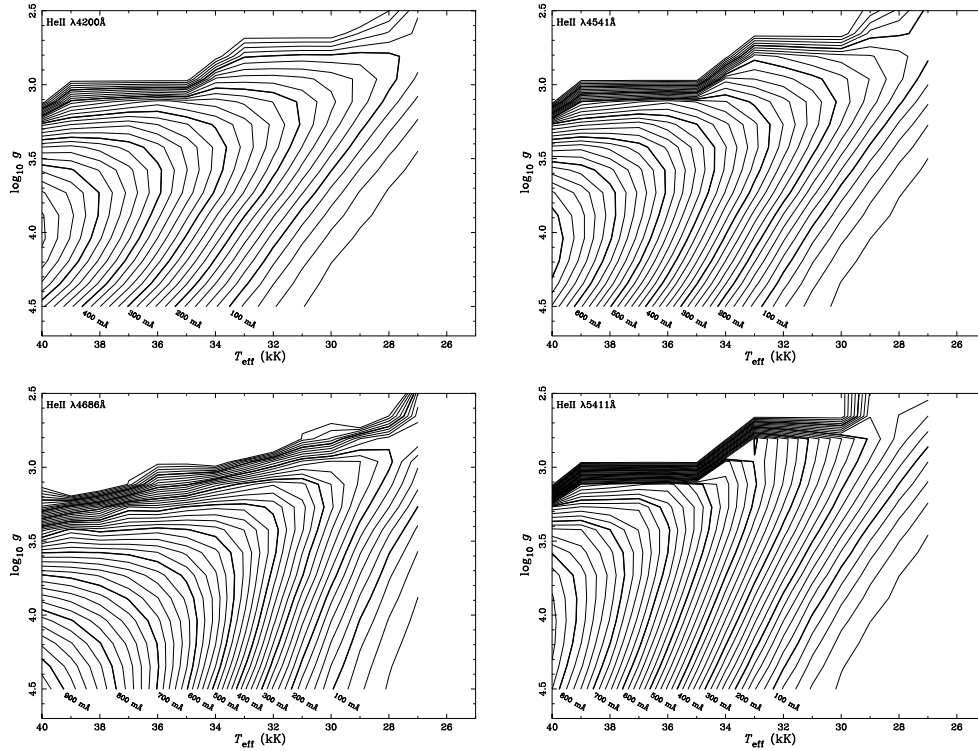 HeII λ4200Å
2.5
3.0
3.5
4.0
4.5
log₁₀ g
400 mÅ
300 mÅ
200 mÅ
100 mÅ
40 38 36 34 32 30 28 26
T_eff (kK)
HeII λ4541Å
2.5
3.0
3.5
4.0
4.5
log₁₀ g
600 mÅ
500 mÅ
400 mÅ
300 mÅ
200 mÅ
100 mÅ
40 38 36 34 32 30 28 26
T_eff (kK)
HeII λ4686Å
2.5
3.0
3.5
4.0
4.5
log₁₀ g
900 mÅ
800 mÅ
700 mÅ
600 mÅ
500 mÅ
400 mÅ
300 mÅ
200 mÅ
100 mÅ
40 38 36 34 32 30 28 26
T_eff (kK)
HeII λ5411Å
2.5
3.0
3.5
4.0
4.5
log₁₀ g
800 mÅ
700 mÅ
600 mÅ
500 mÅ
400 mÅ
300 mÅ
200 mÅ
100 mÅ
40 38 36 34 32 30 28 26
T_eff (kK)